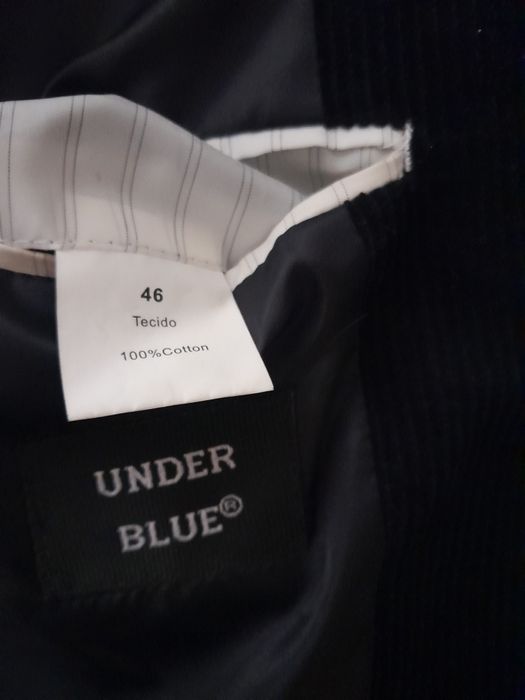 46
Tecido
100%Cotton
UNDER
BLUE®